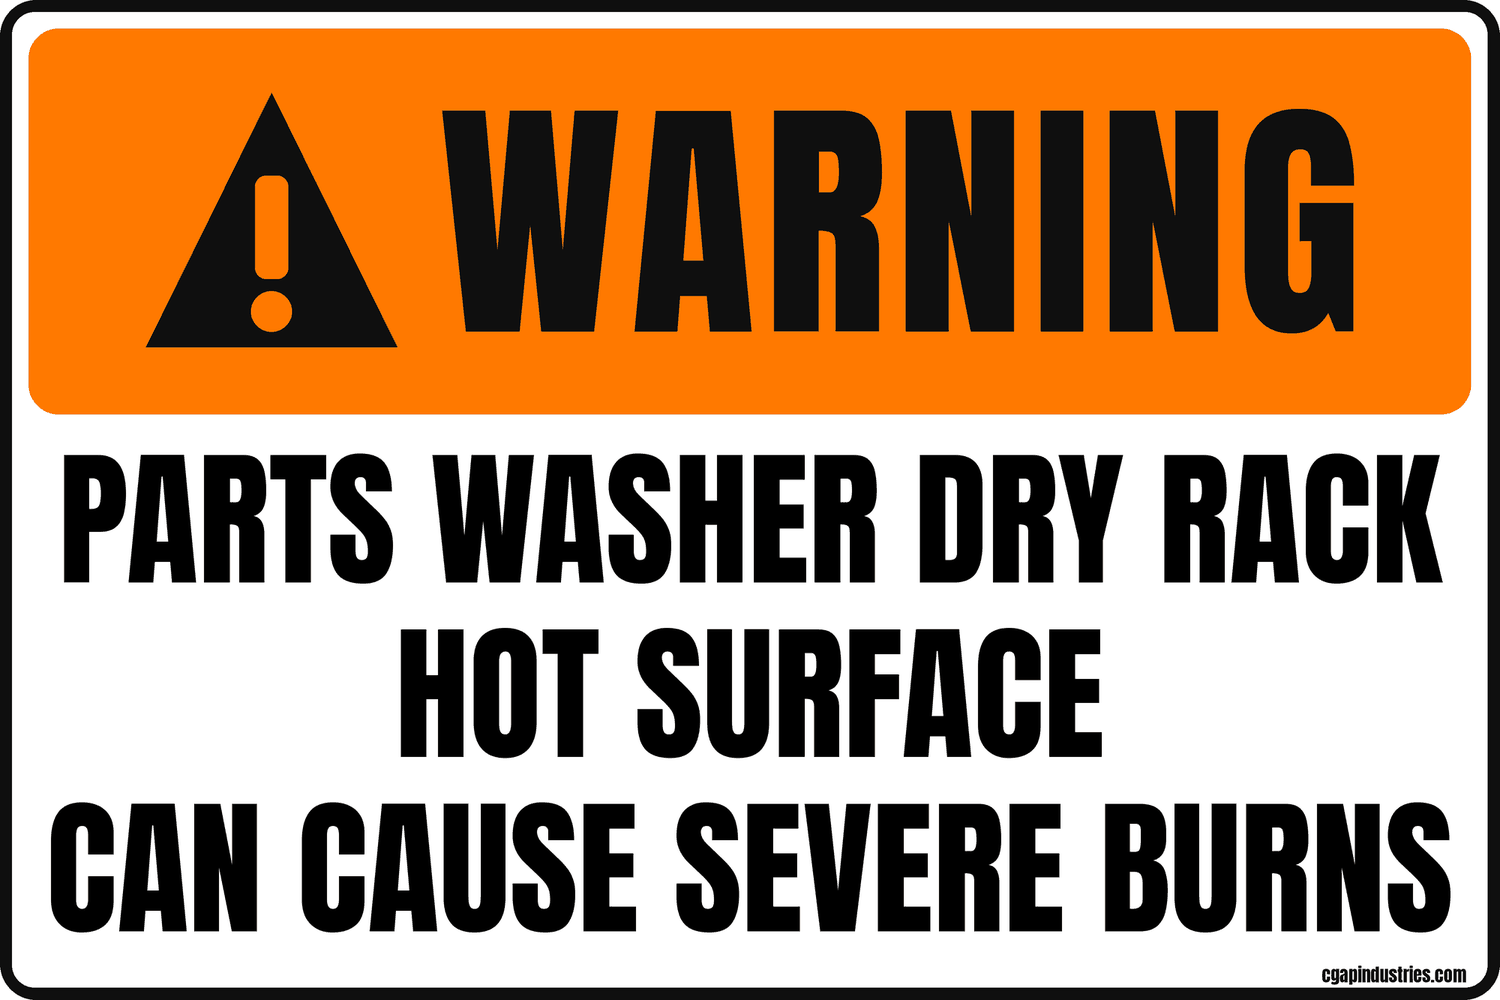 WARNING
PARTS WASHER DRY RACK
HOT SURFACE
CAN CAUSE SEVERE BURNS
cgapindustries.com